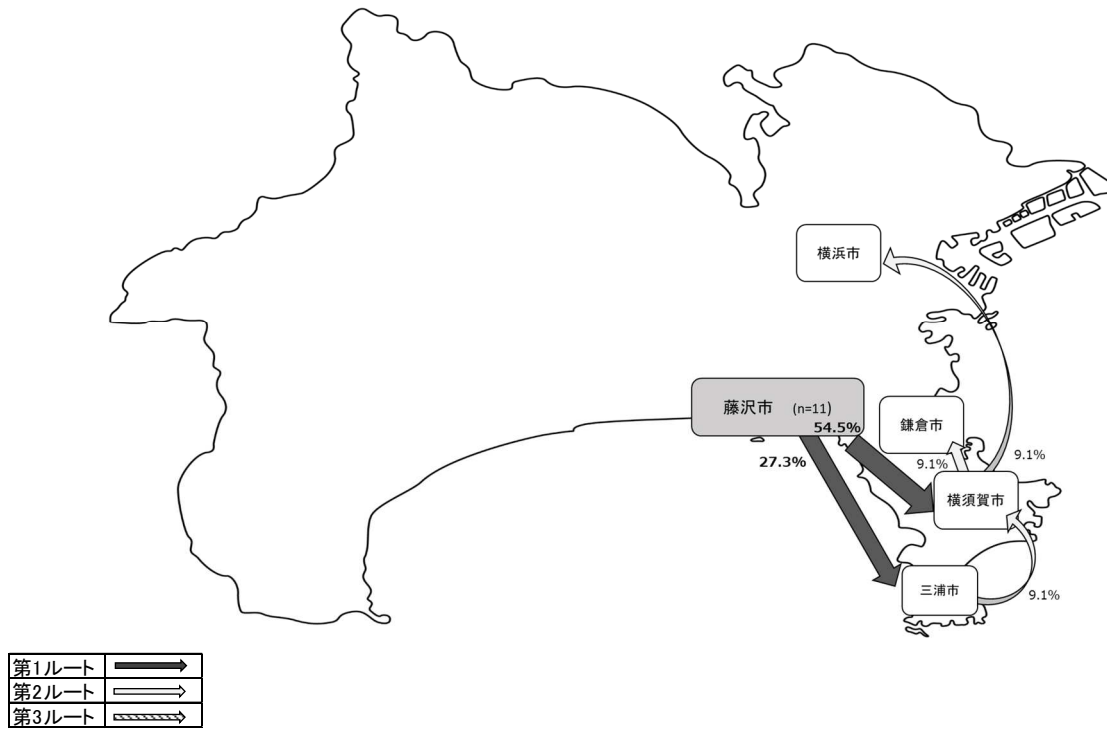 横浜市
藤沢市 (n=11)
54.5%
27.3%
鎌倉市
9.1%
9.1%
横須賀市
三浦市
9.1%
第1ルート
第2ルート
第3ルート